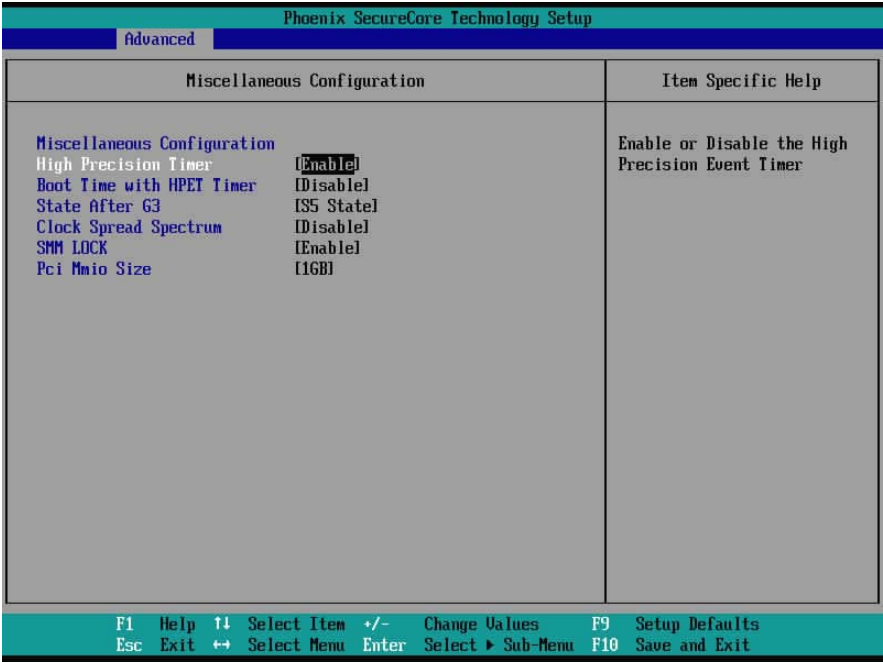 Phoenix SecureCore Technology Setup
Advanced
Miscellaneous Configuration
Item Specific Help
Miscellaneous Configuration
High Precision Timer [Enable]
Boot Time with HPET Timer [Disable]
State After G3 [S5 State]
Clock Spread Spectrum [Disable]
SMM LOCK [Enable]
Pci Mmio Size [1GB]
Enable or Disable the High
Precision Event Timer
F1 Help ↑↓ Select Item +/- Change Values F9 Setup Defaults
Esc Exit ↔ Select Menu Enter Select ▶ Sub-Menu F10 Save and Exit